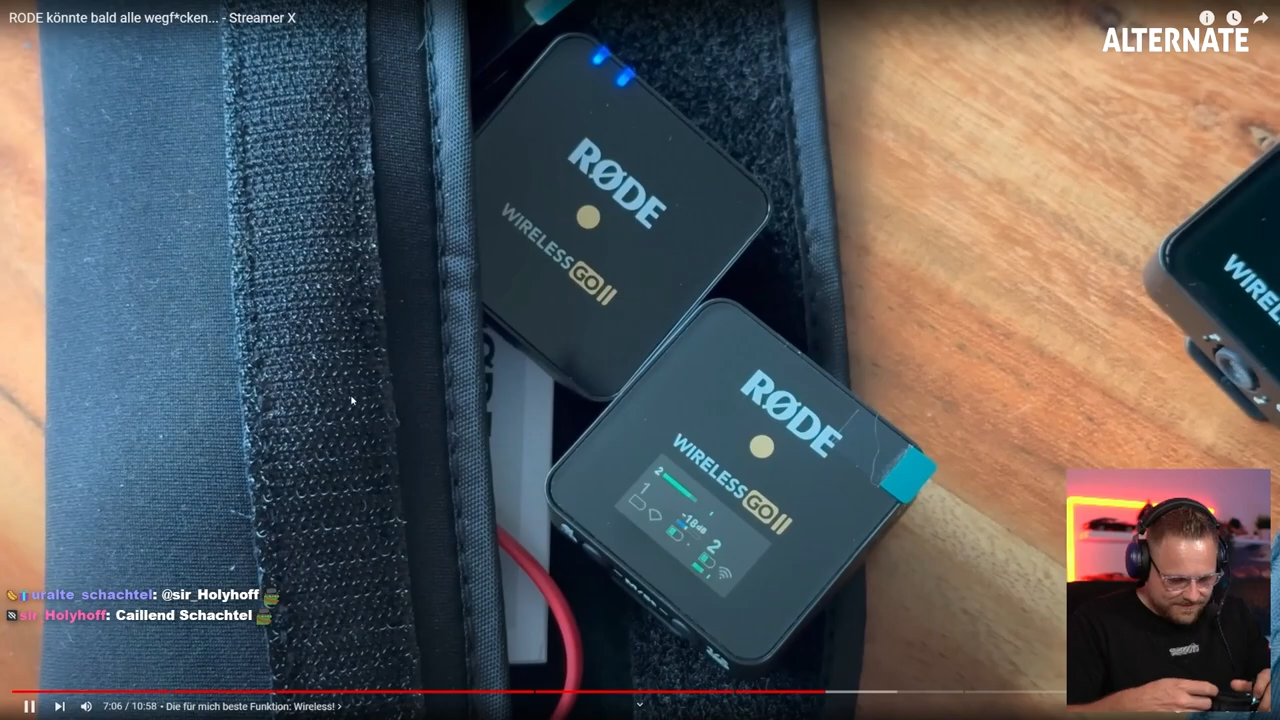 RODE könnte bald alle wegf*cken... - Streamer X
ALTERNATE
RØDE
WIRELESS GO II
RØDE
WIRELESS GO II
2
1
-18dB
2
WIREL
uralte_schachtel: @sir_Holyhoff
sir_Holyhoff: Caillend Schachtel
7:06 / 10:58 • Die für mich beste Funktion: Wireless! ›